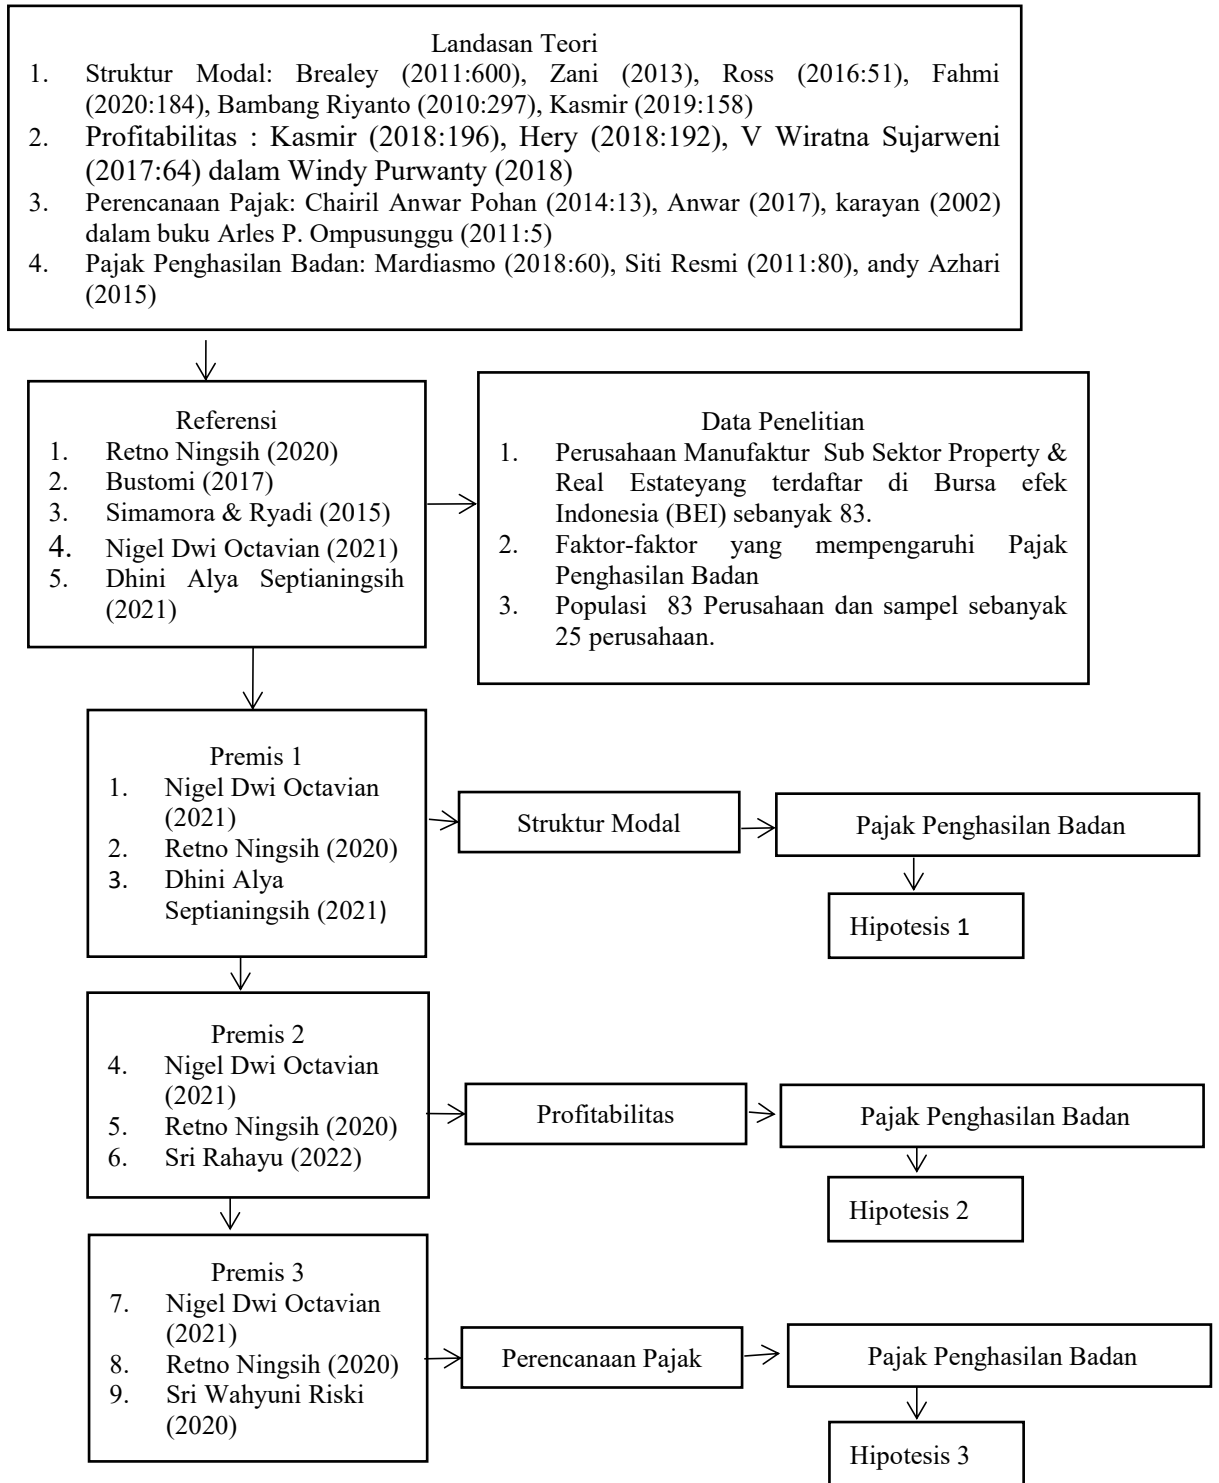 Landasan Teori
1. Struktur Modal: Brealey (2011:600), Zani (2013), Ross (2016:51), Fahmi
(2020:184), Bambang Riyanto (2010:297), Kasmir (2019:158)
2. Profitabilitas : Kasmir (2018:196), Hery (2018:192), V Wiratna Sujarweni
(2017:64) dalam Windy Purwanty (2018)
3. Perencanaan Pajak: Chairil Anwar Pohan (2014:13), Anwar (2017), karayan (2002)
dalam buku Arles P. Ompusunggu (2011:5)
4. Pajak Penghasilan Badan: Mardiasmo (2018:60), Siti Resmi (2011:80), andy Azhari
(2015)
Referensi
1. Retno Ningsih (2020)
2. Bustomi (2017)
3. Simamora & Ryadi (2015)
4. Nigel Dwi Octavian (2021)
5. Dhini Alya Septianingsih
(2021)
Data Penelitian
1. Perusahaan Manufaktur Sub Sektor Property &
Real Estateyang terdaftar di Bursa efek
Indonesia (BEI) sebanyak 83.
2. Faktor-faktor yang mempengaruhi Pajak
Penghasilan Badan
3. Populasi 83 Perusahaan dan sampel sebanyak
25 perusahaan.
Premis 1
1. Nigel Dwi Octavian
(2021)
2. Retno Ningsih (2020)
3. Dhini Alya
Septianingsih (2021)
Struktur Modal
Pajak Penghasilan Badan
Hipotesis 1
Premis 2
4. Nigel Dwi Octavian
(2021)
5. Retno Ningsih (2020)
6. Sri Rahayu (2022)
Profitabilitas
Pajak Penghasilan Badan
Hipotesis 2
Premis 3
7. Nigel Dwi Octavian
(2021)
8. Retno Ningsih (2020)
9. Sri Wahyuni Riski
(2020)
Perencanaan Pajak
Pajak Penghasilan Badan
Hipotesis 3